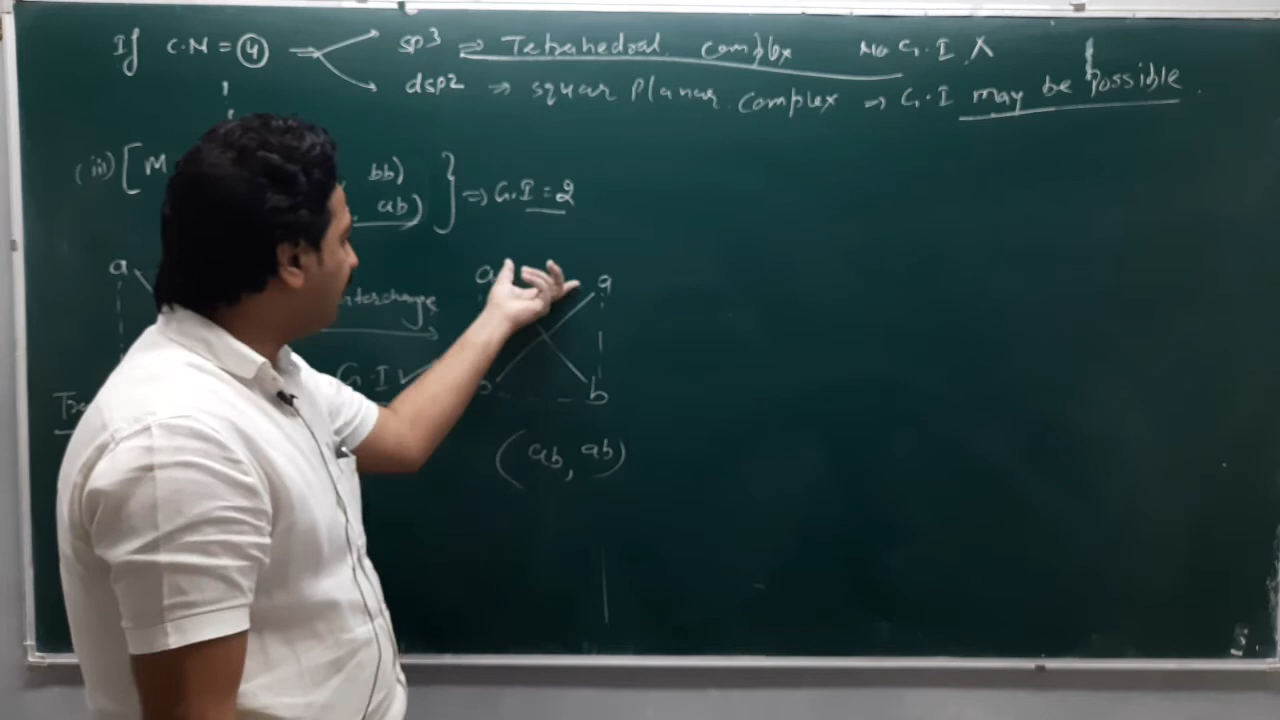 If C.N = 4 ⇒ sp3 ⇒ Tetrahedral complex No G.I X
dsp2 ⇒ squar Planar complex ⇒ G.I may be Possible.
(iii) [M bb)
ab) } ⇒ G.I = 2
a a a
interchange
G.I ✓
b b
(ab, ab)